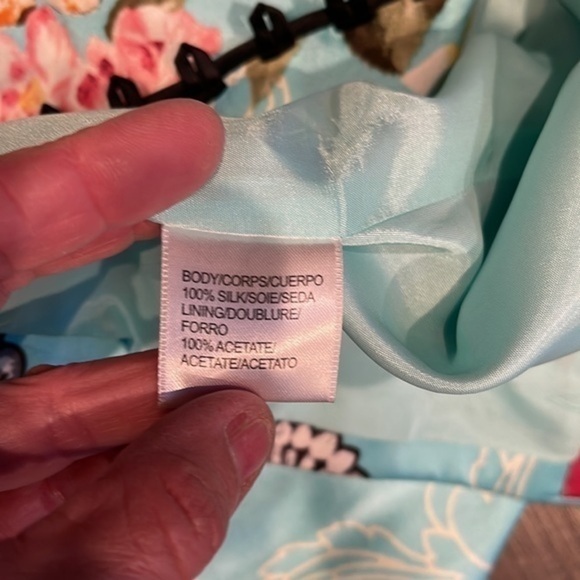 BODY/CORPS/CUERPO
100% SILK/SOIE/SEDA
LINING/DOUBLURE/
FORRO
100% ACETATE/
ACETATE/ACETATO